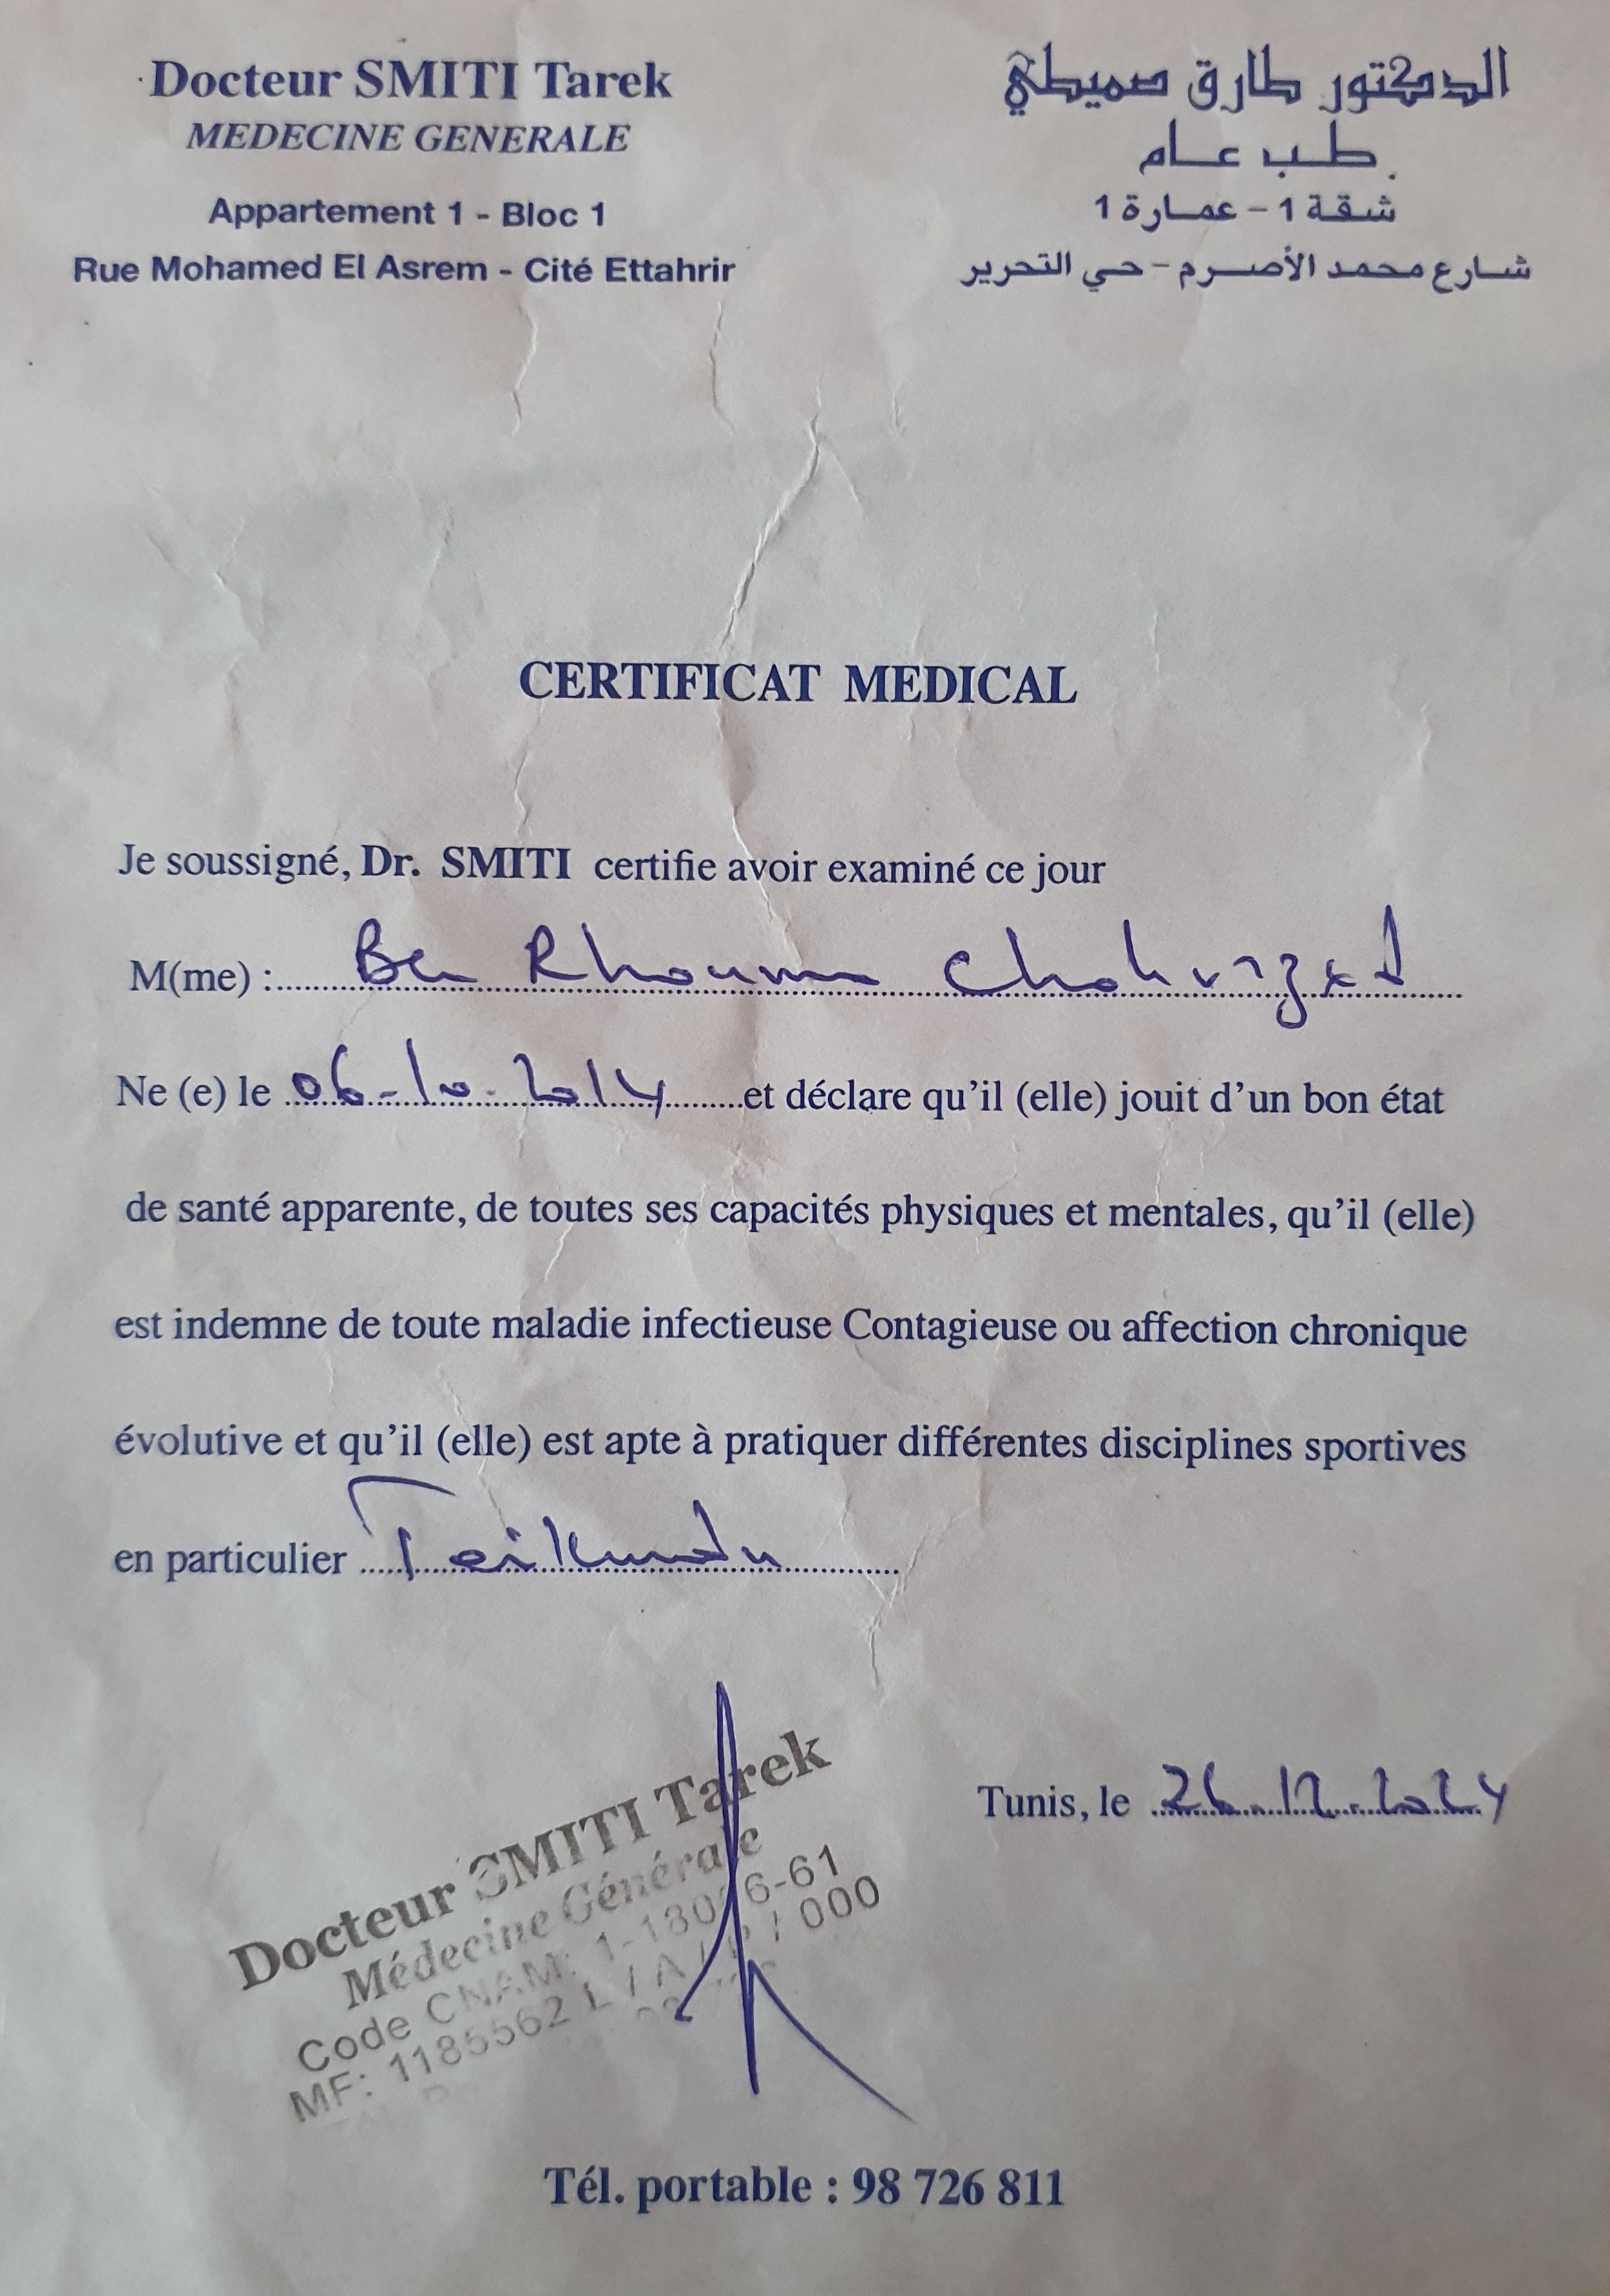 Docteur SMITI Tarek
MEDECINE GENERALE
Appartement 1 - Bloc 1
Rue Mohamed El Asrem - Cité Ettahrir
الدكتور طارق صميطي
طب عام
شقة 1 - عمارة 1
شارع محمد الأصرم - حي التحرير
CERTIFICAT MEDICAL
Je soussigné, Dr. SMITI certifie avoir examiné ce jour
M(me) : Ben Rhouma
Ne (e) le 06-10-2014 et déclare qu'il (elle) jouit d'un bon état
de santé apparente, de toutes ses capacités physiques et mentales, qu'il (elle)
est indemne de toute maladie infectieuse Contagieuse ou affection chronique
évolutive et qu'il (elle) est apte à pratiquer différentes disciplines sportives
en particulier
Tunis, le 26.12.2024
Docteur SMITI Tarek
Médecine Générale
Code CNAM:
MF: 1185562 L / A / P / 000
Tél. portable : 98 726 811